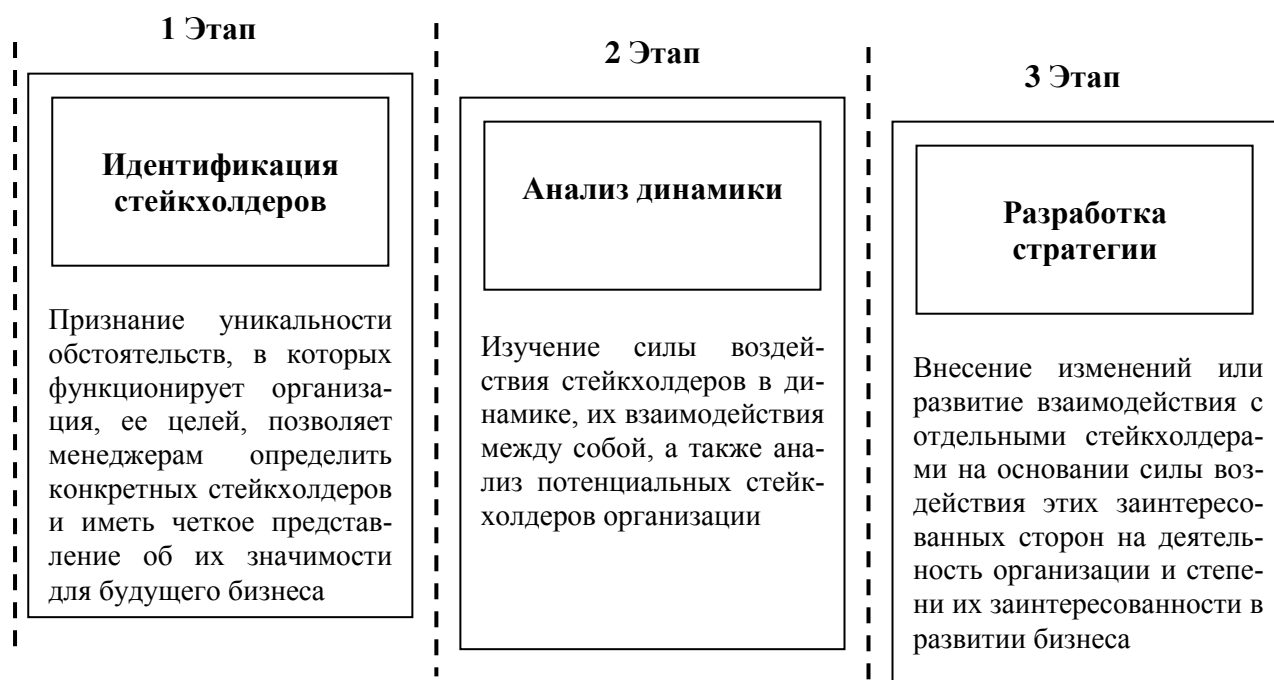 1 Этап
Идентификация
стейкхолдеров
Признание уникальности
обстоятельств, в которых
функционирует организа-
ция, ее целей, позволяет
менеджерам определить
конкретных стейкхолдеров
и иметь четкое представ-
ление об их значимости
для будущего бизнеса
2 Этап
Анализ динамики
Изучение силы воздей-
ствия стейкхолдеров в ди-
намике, их взаимодействия
между собой, а также ана-
лиз потенциальных стейк-
холдеров организации
3 Этап
Разработка
стратегии
Внесение изменений или
развитие взаимодействия с
отдельными стейкхолдера-
ми на основании силы воз-
действия этих заинтересо-
ванных сторон на деятель-
ность организации и степе-
ни их заинтересованности в
развитии бизнеса